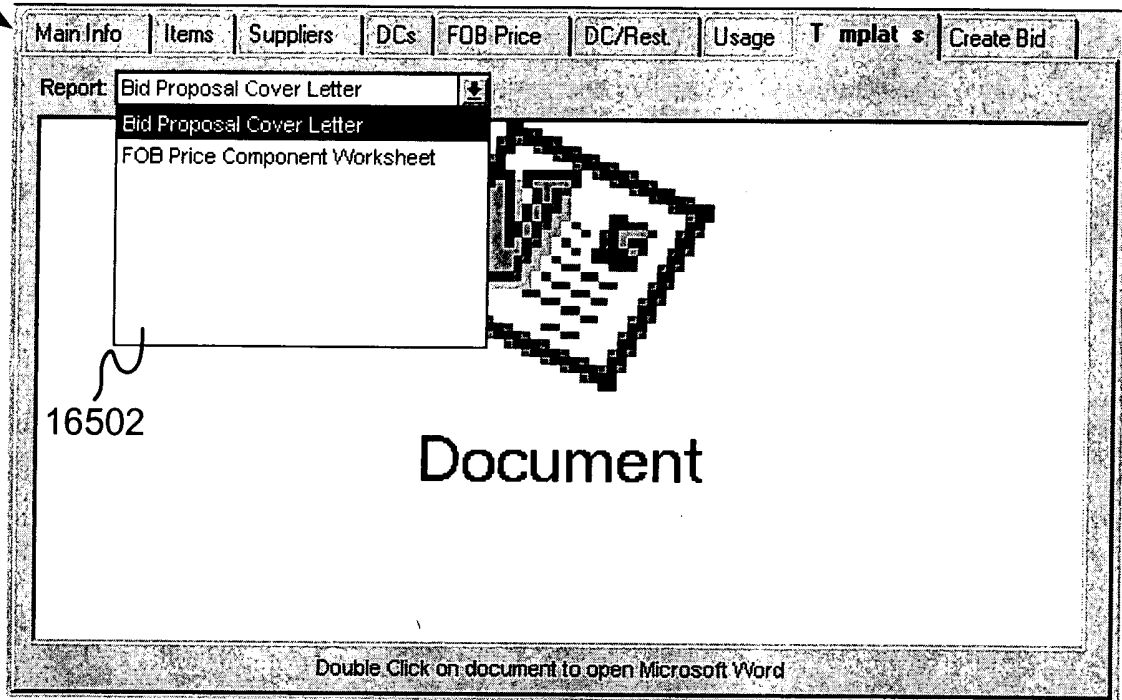 Main Info Items Suppliers DCs FOB Price DC/Rest. Usage T mplat s Create Bid
Report: Bid Proposal Cover Letter
Bid Proposal Cover Letter
FOB Price Component Worksheet
16502
Document
Double Click on document to open Microsoft Word